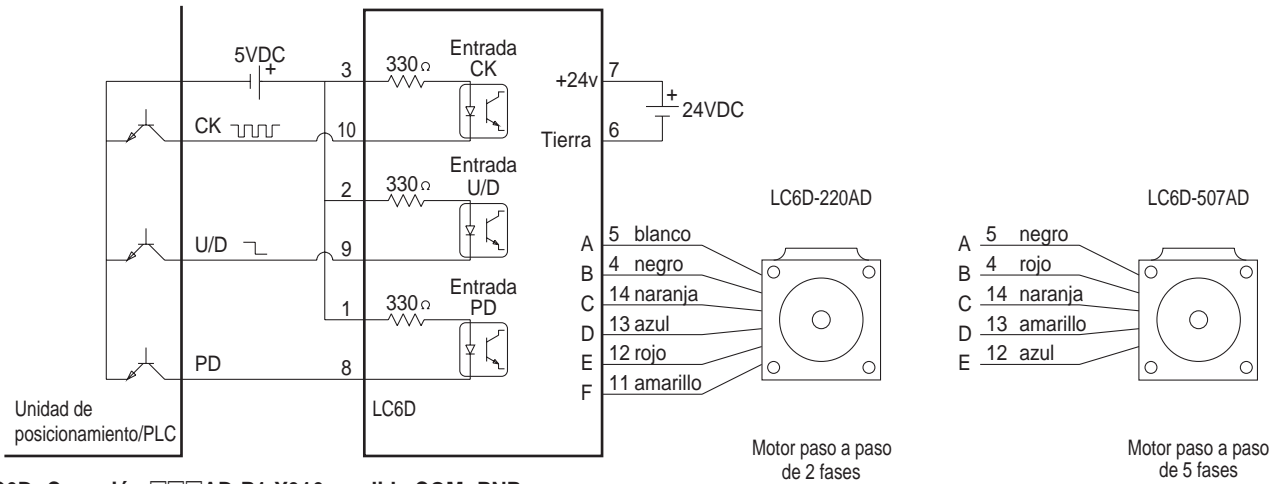 5VDC
+
3
330Ω
Entrada
CK
CK
10
2
330Ω
Entrada
U/D
U/D
9
1
330Ω
Entrada
PD
PD
8
Unidad de
posicionamiento/PLC
LC6D
+24v
7
+
24VDC
Tierra
6
A 5 blanco
B 4 negro
C 14 naranja
D 13 azul
E 12 rojo
F 11 amarillo
LC6D-220AD
Motor paso a paso
de 2 fases
LC6D-507AD
A 5 negro
B 4 rojo
C 14 naranja
D 13 amarillo
E 12 azul
Motor paso a paso
de 5 fases